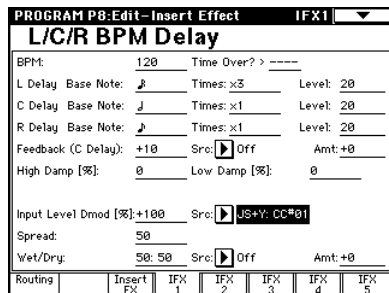 PROGRAM P8:Edit-Insert Effect IFX1
L/C/R BPM Delay
BPM: 120 Time Over? > ----
L Delay Base Note: ♪ Times: x3 Level: 20
C Delay Base Note: 𝅗𝅥 Times: x1 Level: 20
R Delay Base Note: ♪ Times: x1 Level: 20
Feedback (C Delay): +10 Src: Off Amt: +0
High Damp [%]: 0 Low Damp [%]: 0
Input Level Dmod [%]: +100 Src: JS+Y: CC#01
Spread: 50
Wet/Dry: 50: 50 Src: Off Amt: +0
Routing Insert FX IFX 1 IFX 2 IFX 3 IFX 4 IFX 5